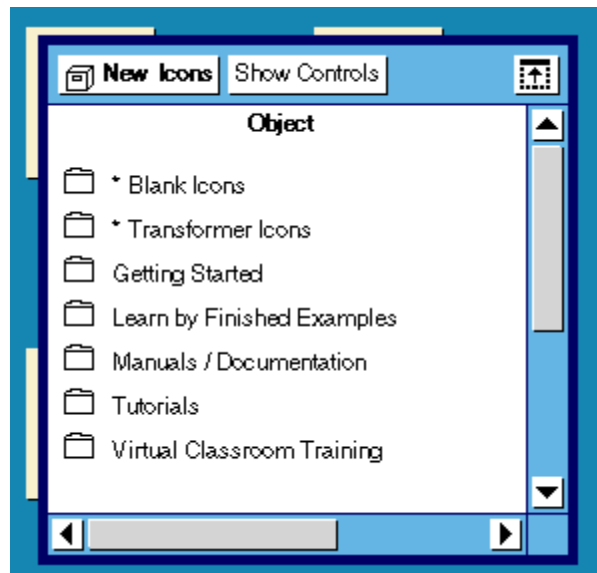 New Icons Show Controls
Object
* Blank Icons
* Transformer Icons
Getting Started
Learn by Finished Examples
Manuals / Documentation
Tutorials
Virtual Classroom Training